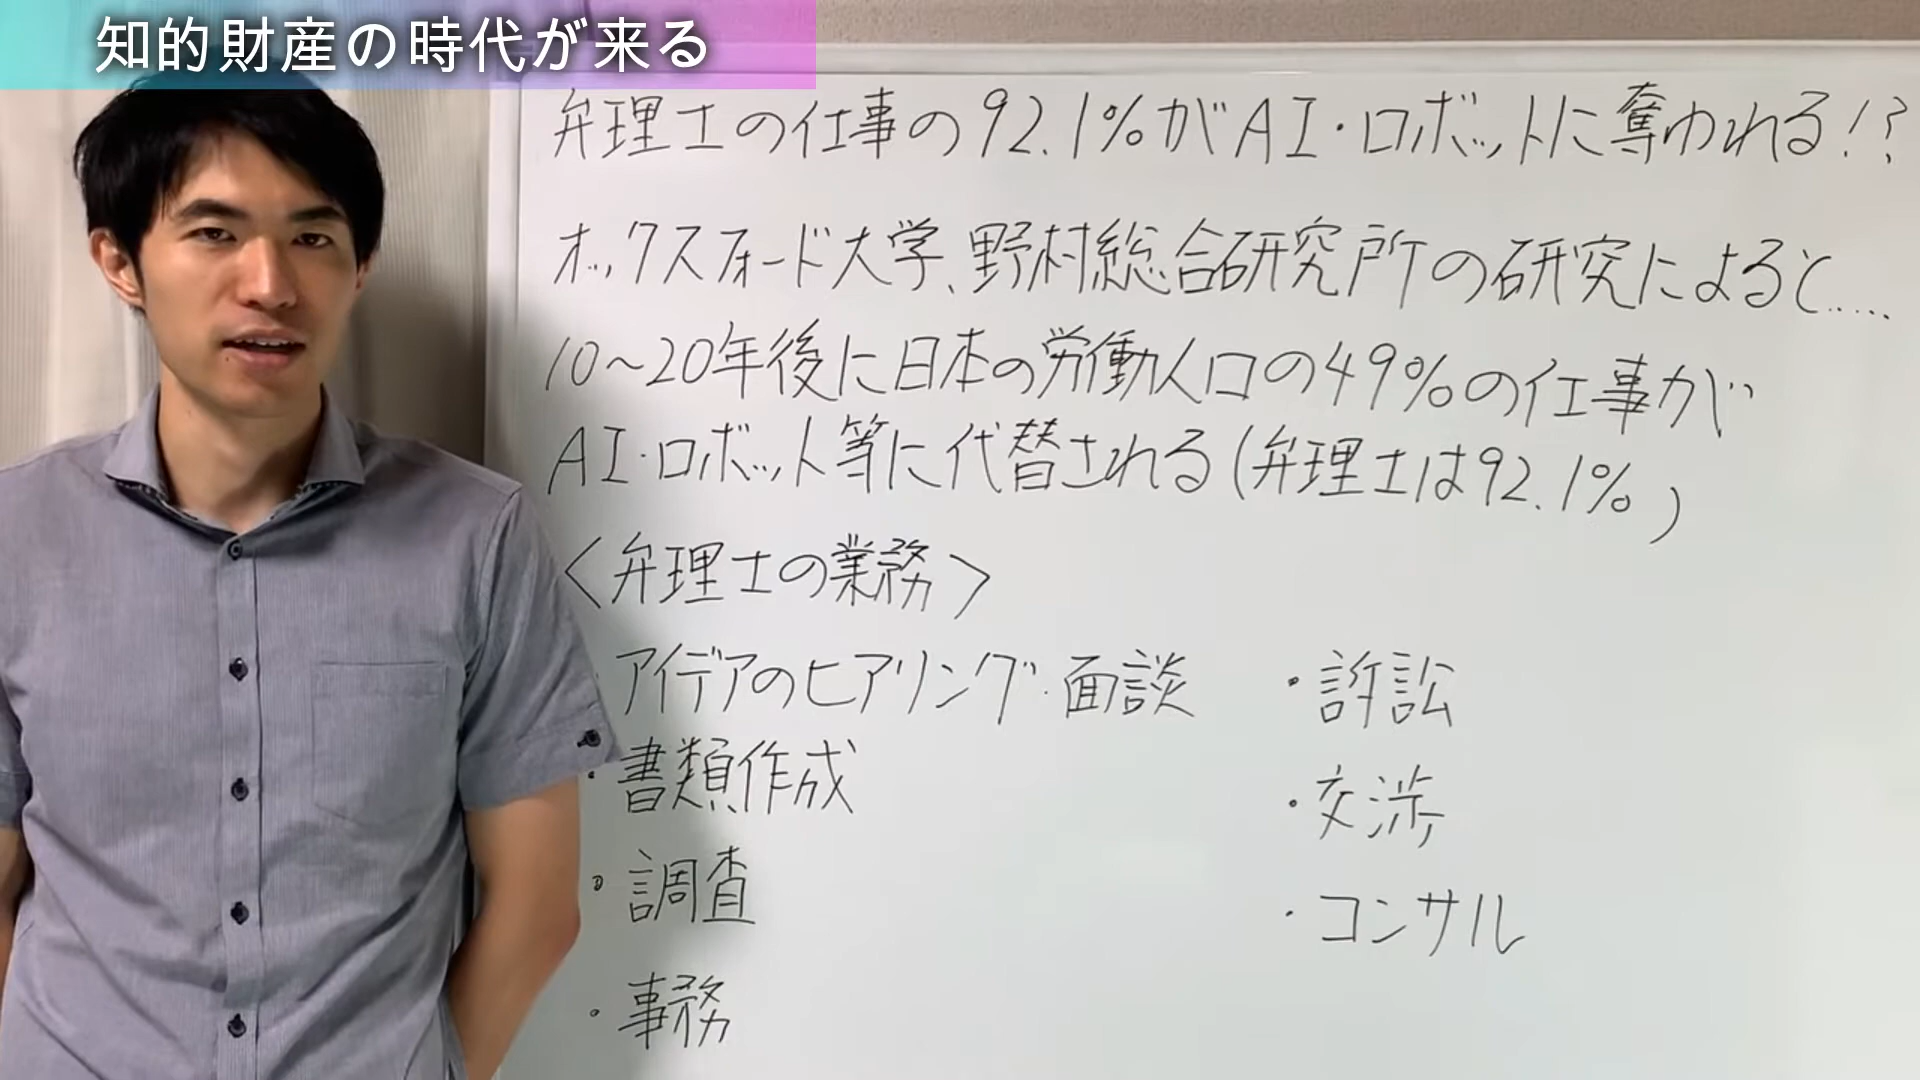 知的財産の時代が来る
弁理士の仕事の92.1%がAI・ロボットに奪われる!?
オックスフォード大学、野村総合研究所の研究によると.....
10~20年後に日本の労働人口の49%の仕事が
AI・ロボット等に代替される(弁理士は92.1%)
<弁理士の業務>
・アイデアのヒアリング・面談
・書類作成
・調査
・事務
・訴訟
・交渉
・コンサル